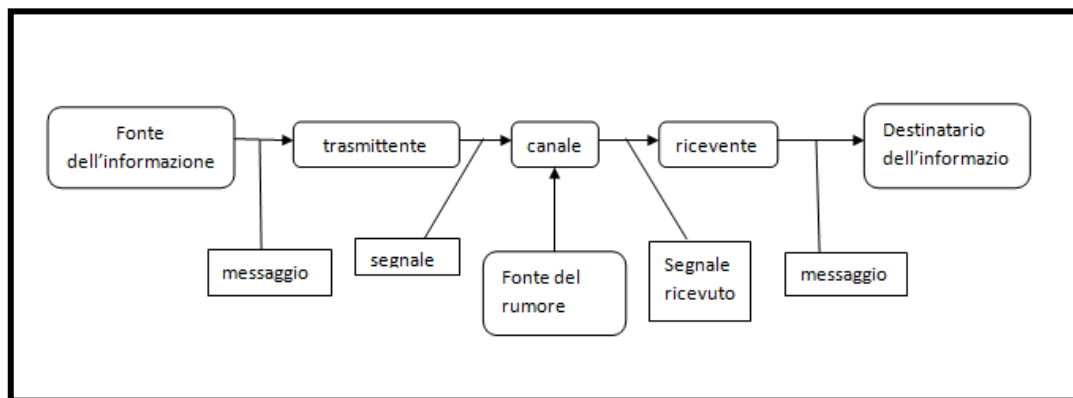 Fonte
dell'informazione
trasmittente
canale
ricevente
Destinatario
dell'informazio
messaggio
segnale
Fonte del
rumore
Segnale
ricevuto
messaggio